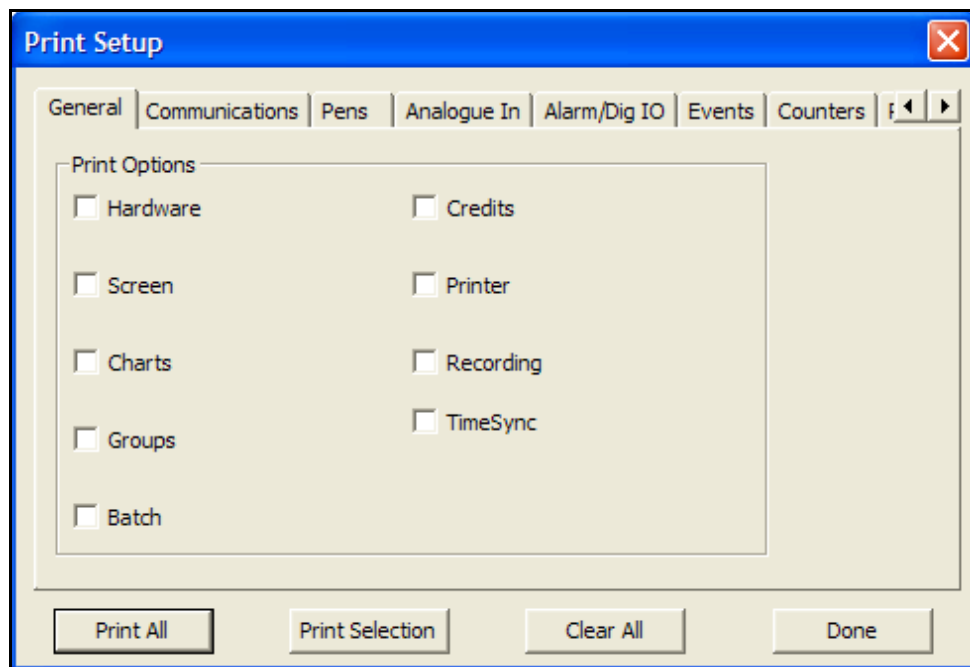 Print Setup
General Communications Pens Analogue In Alarm/Dig IO Events Counters
Print Options
Hardware Credits
Screen Printer
Charts Recording
TimeSync
Groups
Batch
Print All Print Selection Clear All Done